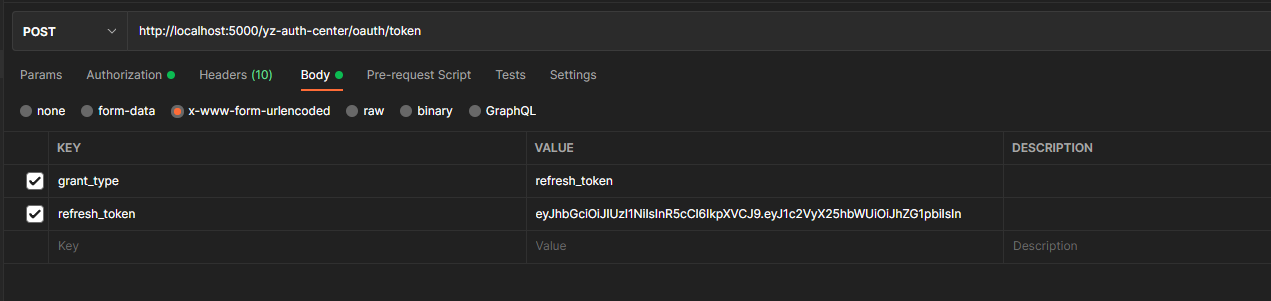 POST http://localhost:5000/yz-auth-center/oauth/token
Params Authorization Headers (10) Body Pre-request Script Tests Settings
none form-data x-www-form-urlencoded raw binary GraphQL
KEY VALUE DESCRIPTION
grant_type refresh_token
refresh_token eyJhbGciOiJIUzI1NiIsInR5cCI6IkpXVCJ9.eyJ1c2VyX25hbWUiOiJhZG1pbiIsIn
Key Value Description